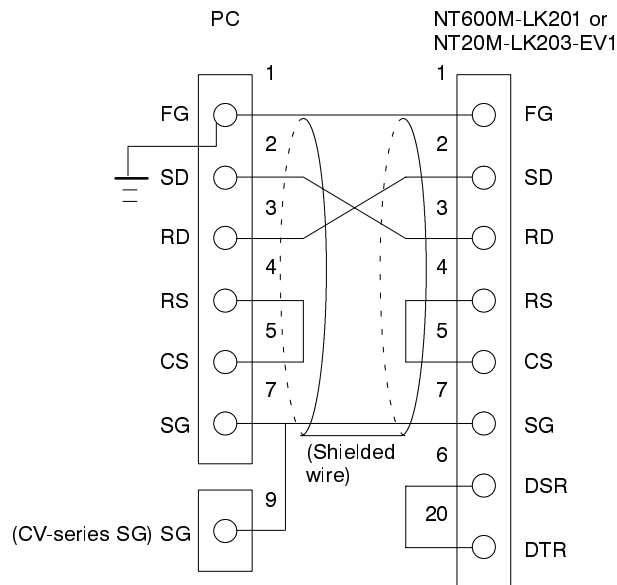 PC
NT600M-LK201 or
NT20M-LK203-EV1
1
1
FG
FG
2
2
SD
SD
3
3
RD
RD
4
4
RS
RS
5
5
CS
CS
7
7
SG
SG
(Shielded
wire)
6
DSR
9
20
(CV-series SG) SG
DTR